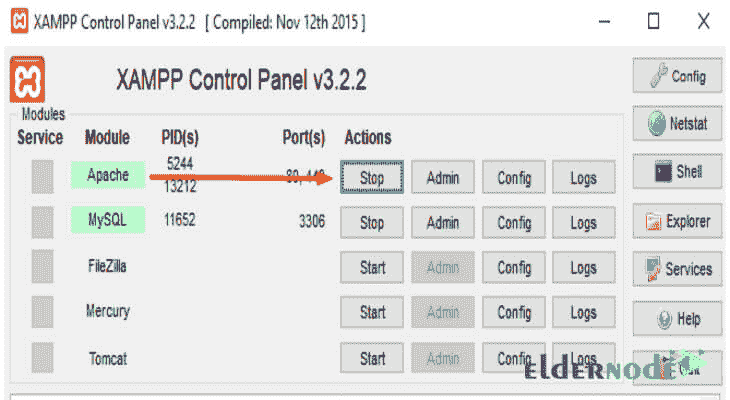 XAMPP Control Panel v3.2.2 [ Compiled: Nov 12th 2015 ]
XAMPP Control Panel v3.2.2
Modules
Service Module PID(s) Port(s) Actions
Apache 5244 13212 Stop Admin Config Logs
MySQL 11652 3306 Stop Admin Config Logs
FileZilla Start Admin Config Logs
Mercury Start Admin Config Logs
Tomcat Start Admin Config Logs
Config
Netstat
Shell
Explorer
Services
Help
ELDERNODE